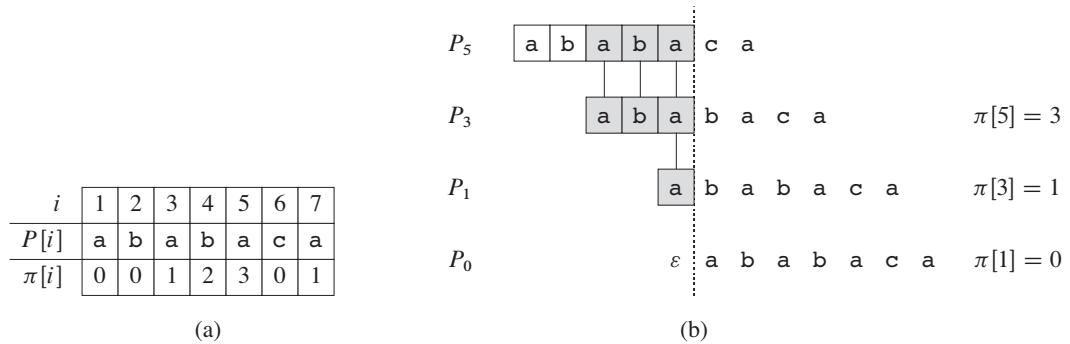 i 1 2 3 4 5 6 7
P[i] a b a b a c a
π[i] 0 0 1 2 3 0 1
(a)
P5 a b a b a c a
P3 a b a b a c a π[5] = 3
P1 a b a b a c a π[3] = 1
P0 ε a b a b a c a π[1] = 0
(b)